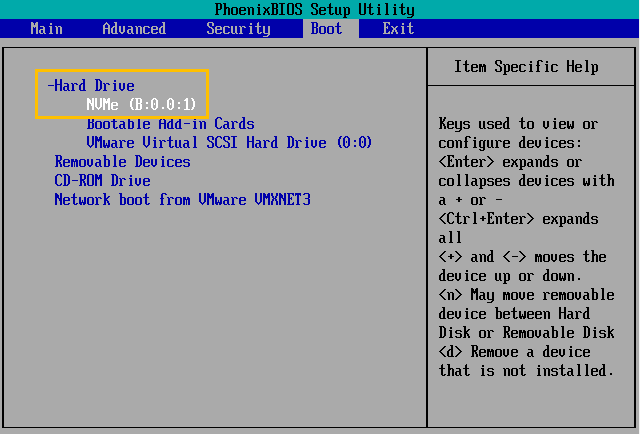 PhoenixBIOS Setup Utility
Main Advanced Security Boot Exit
-Hard Drive
NVMe (B:0.0:1)
Bootable Add-in Cards
VMware Virtual SCSI Hard Drive (0:0)
Removable Devices
CD-ROM Drive
Network boot from VMware VMXNET3
Item Specific Help
Keys used to view or
configure devices:
<Enter> expands or
collapses devices with
a + or -
<Ctrl+Enter> expands
all
<+> and <-> moves the
device up or down.
<n> May move removable
device between Hard
Disk or Removable Disk
<d> Remove a device
that is not installed.